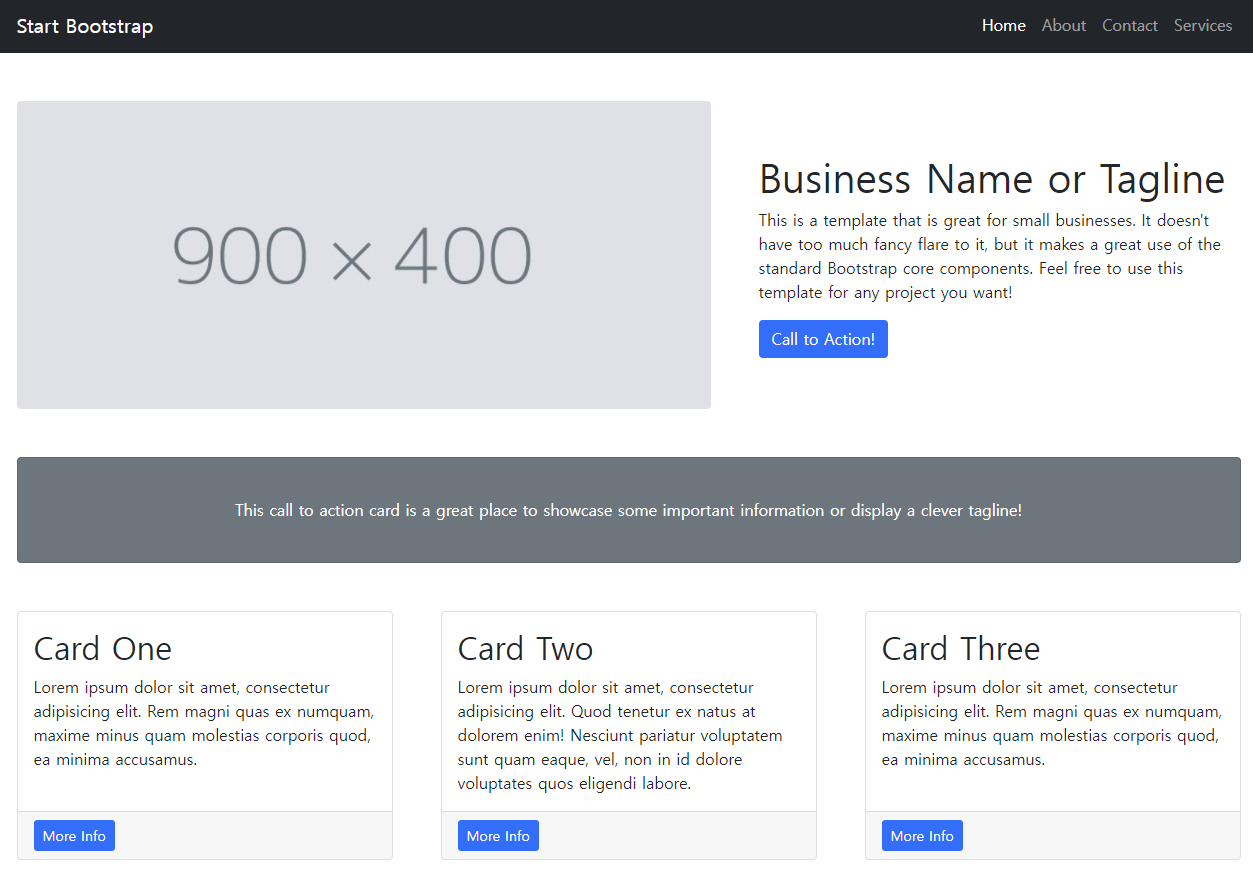 Start Bootstrap
Home About Contact Services
900 × 400
Business Name or Tagline
This is a template that is great for small businesses. It doesn't
have too much fancy flare to it, but it makes a great use of the
standard Bootstrap core components. Feel free to use this
template for any project you want!
Call to Action!
This call to action card is a great place to showcase some important information or display a clever tagline!
Card One
Lorem ipsum dolor sit amet, consectetur
adipisicing elit. Rem magni quas ex numquam,
maxime minus quam molestias corporis quod,
ea minima accusamus.
More Info
Card Two
Lorem ipsum dolor sit amet, consectetur
adipisicing elit. Quod tenetur ex natus at
dolorem enim! Nesciunt pariatur voluptatem
sunt quam eaque, vel, non in id dolore
voluptates quos eligendi labore.
More Info
Card Three
Lorem ipsum dolor sit amet, consectetur
adipisicing elit. Rem magni quas ex numquam,
maxime minus quam molestias corporis quod,
ea minima accusamus.
More Info